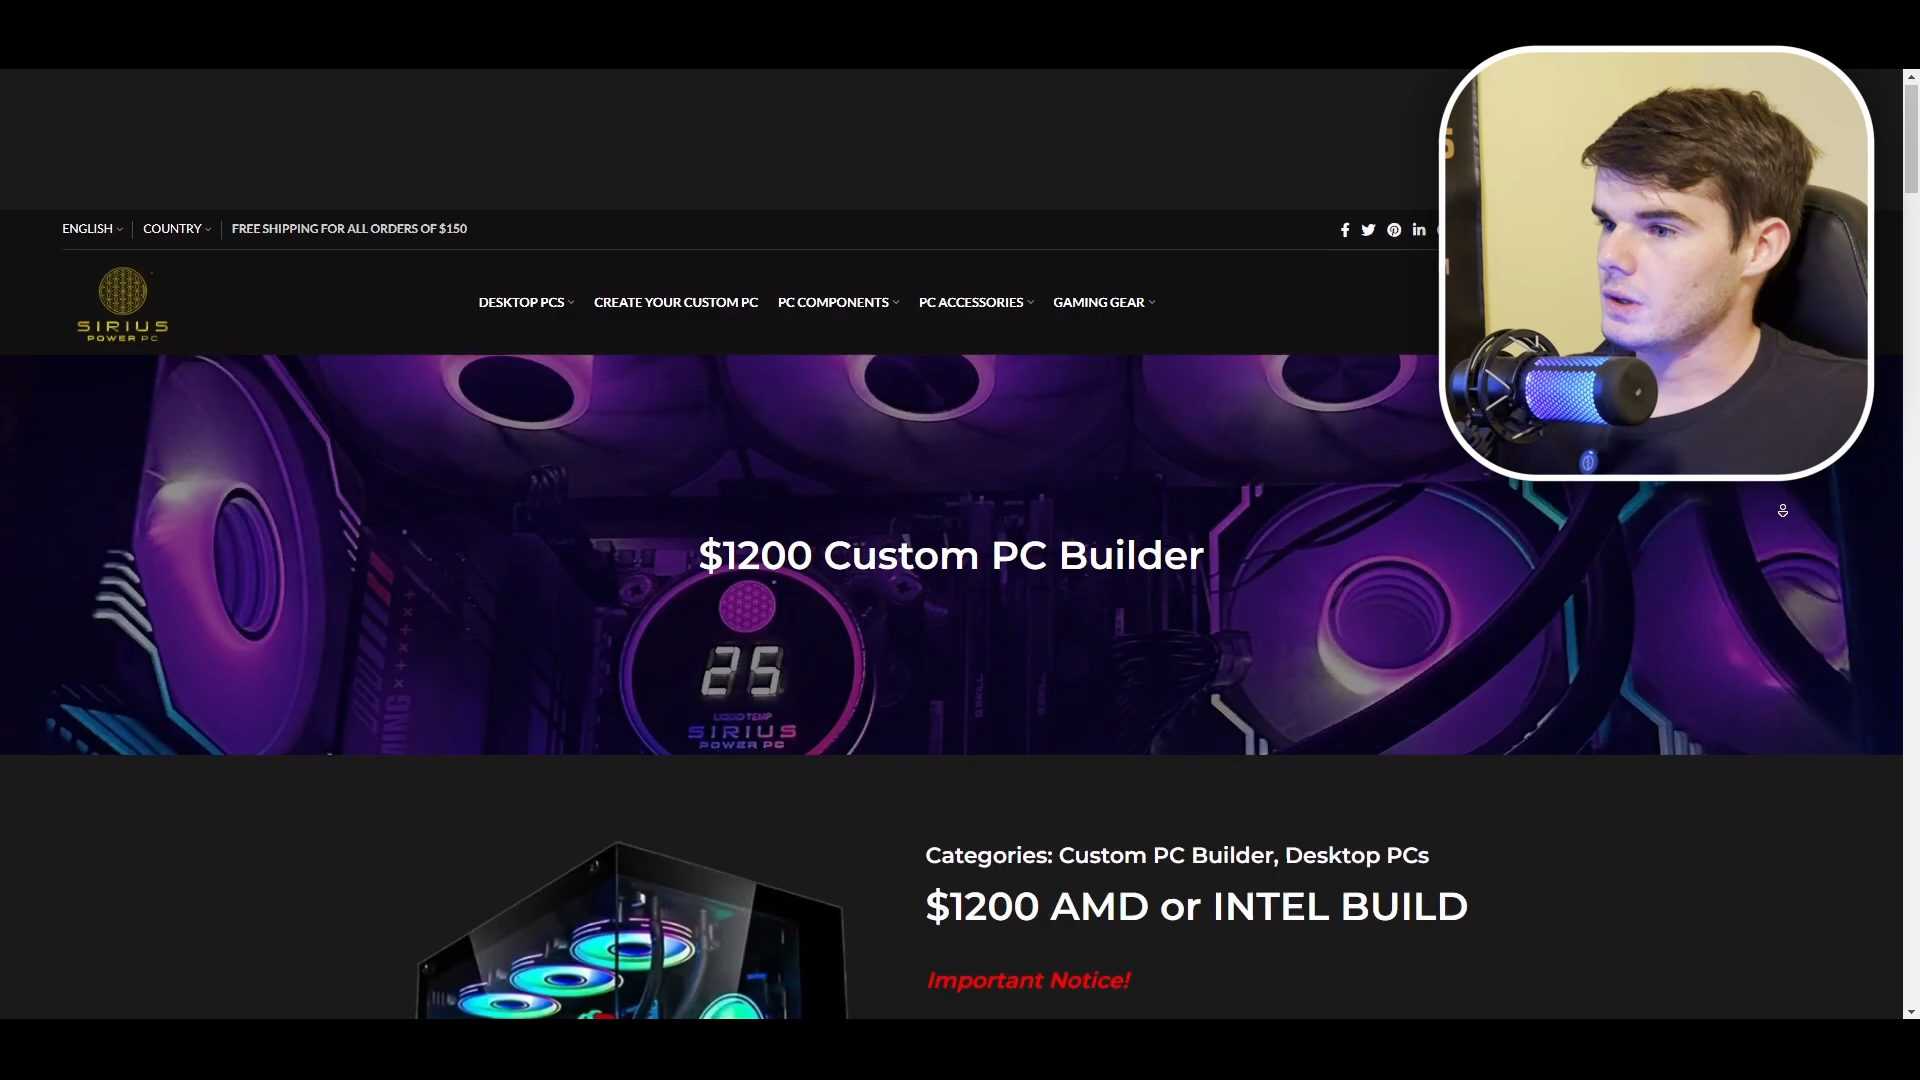 ENGLISH
COUNTRY
FREE SHIPPING FOR ALL ORDERS OF $150
SIRIUS
POWER PC
DESKTOP PCS
CREATE YOUR CUSTOM PC
PC COMPONENTS
PC ACCESSORIES
GAMING GEAR
$1200 Custom PC Builder
25
LIQUID TEMP
SIRIUS
POWER PC
G.SKILL
G.SKILL
Categories: Custom PC Builder, Desktop PCs
$1200 AMD or INTEL BUILD
Important Notice!